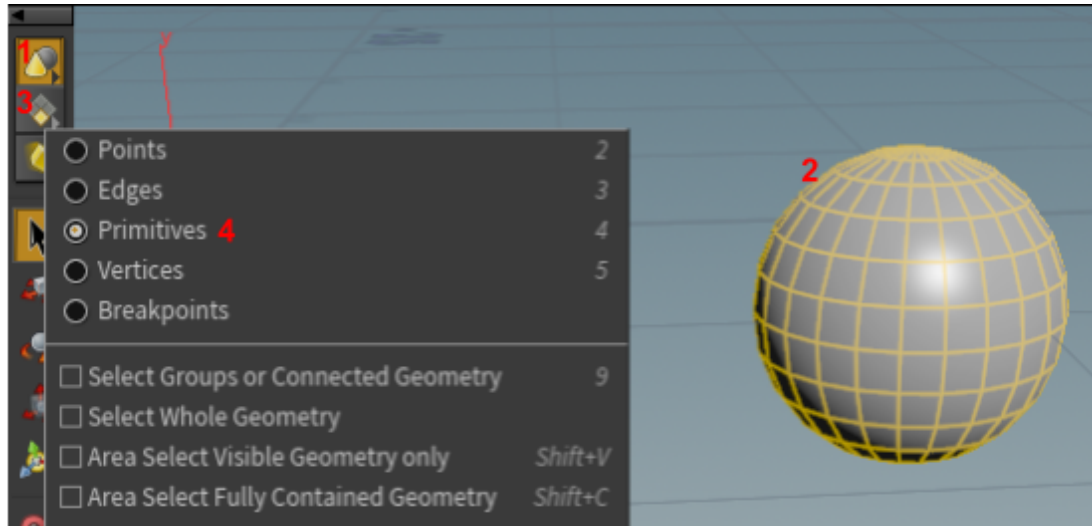 1
y
3
2
Points 2
Edges 3
Primitives 4 4
Vertices 5
Breakpoints
Select Groups or Connected Geometry 9
Select Whole Geometry
Area Select Visible Geometry only Shift+V
Area Select Fully Contained Geometry Shift+C